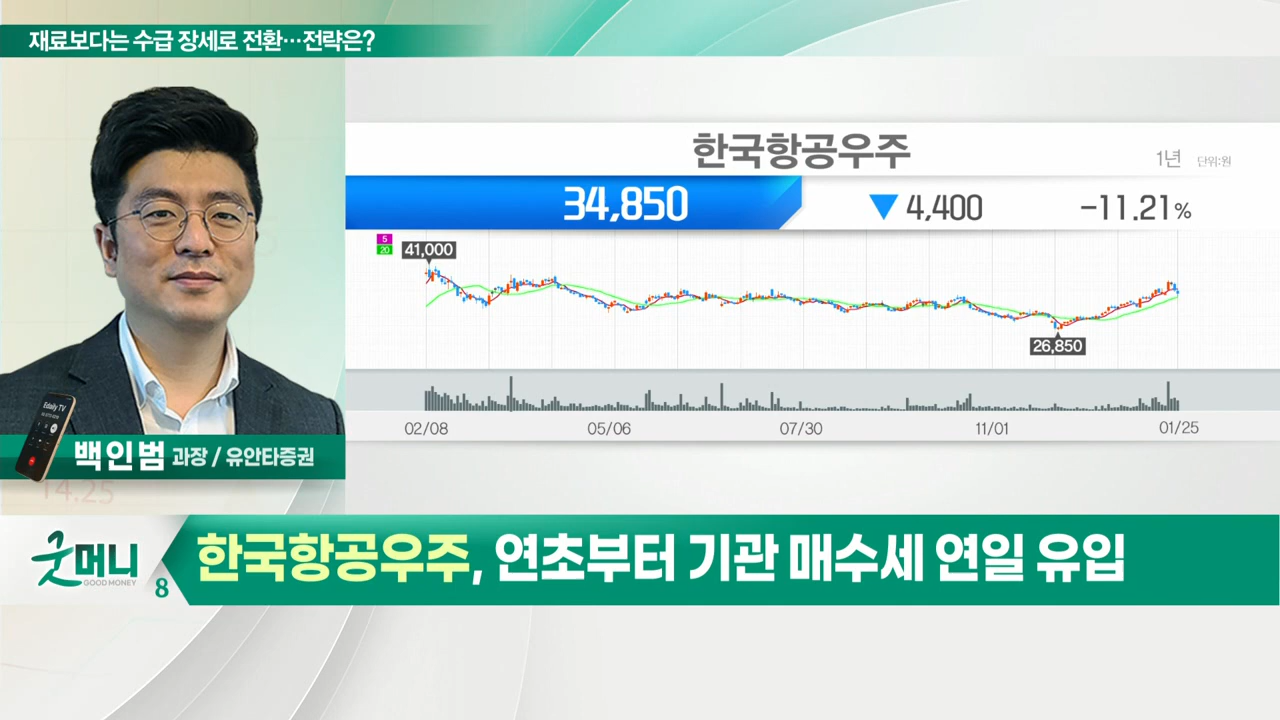 재료보다는 수급 장세로 전환…전략은?
한국항공우주
1년 단위:원
34,850 ▼ 4,400 -11.21%
5
20
41,000
26,850
02/08 05/06 07/30 11/01 01/25
Edaily TV
백인범 과장 / 유안타증권
14.25
굿머니
GOOD MONEY
8
한국항공우주, 연초부터 기관 매수세 연일 유입